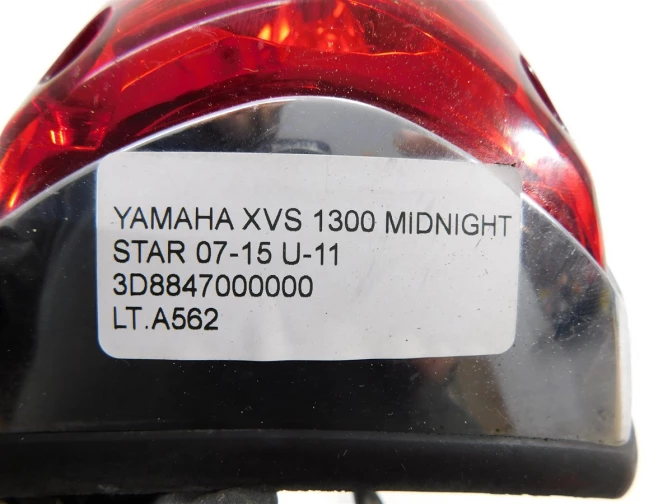 YAMAHA XVS 1300 MIDNIGHT
STAR 07-15 U-11
3D8847000000
LT.A562